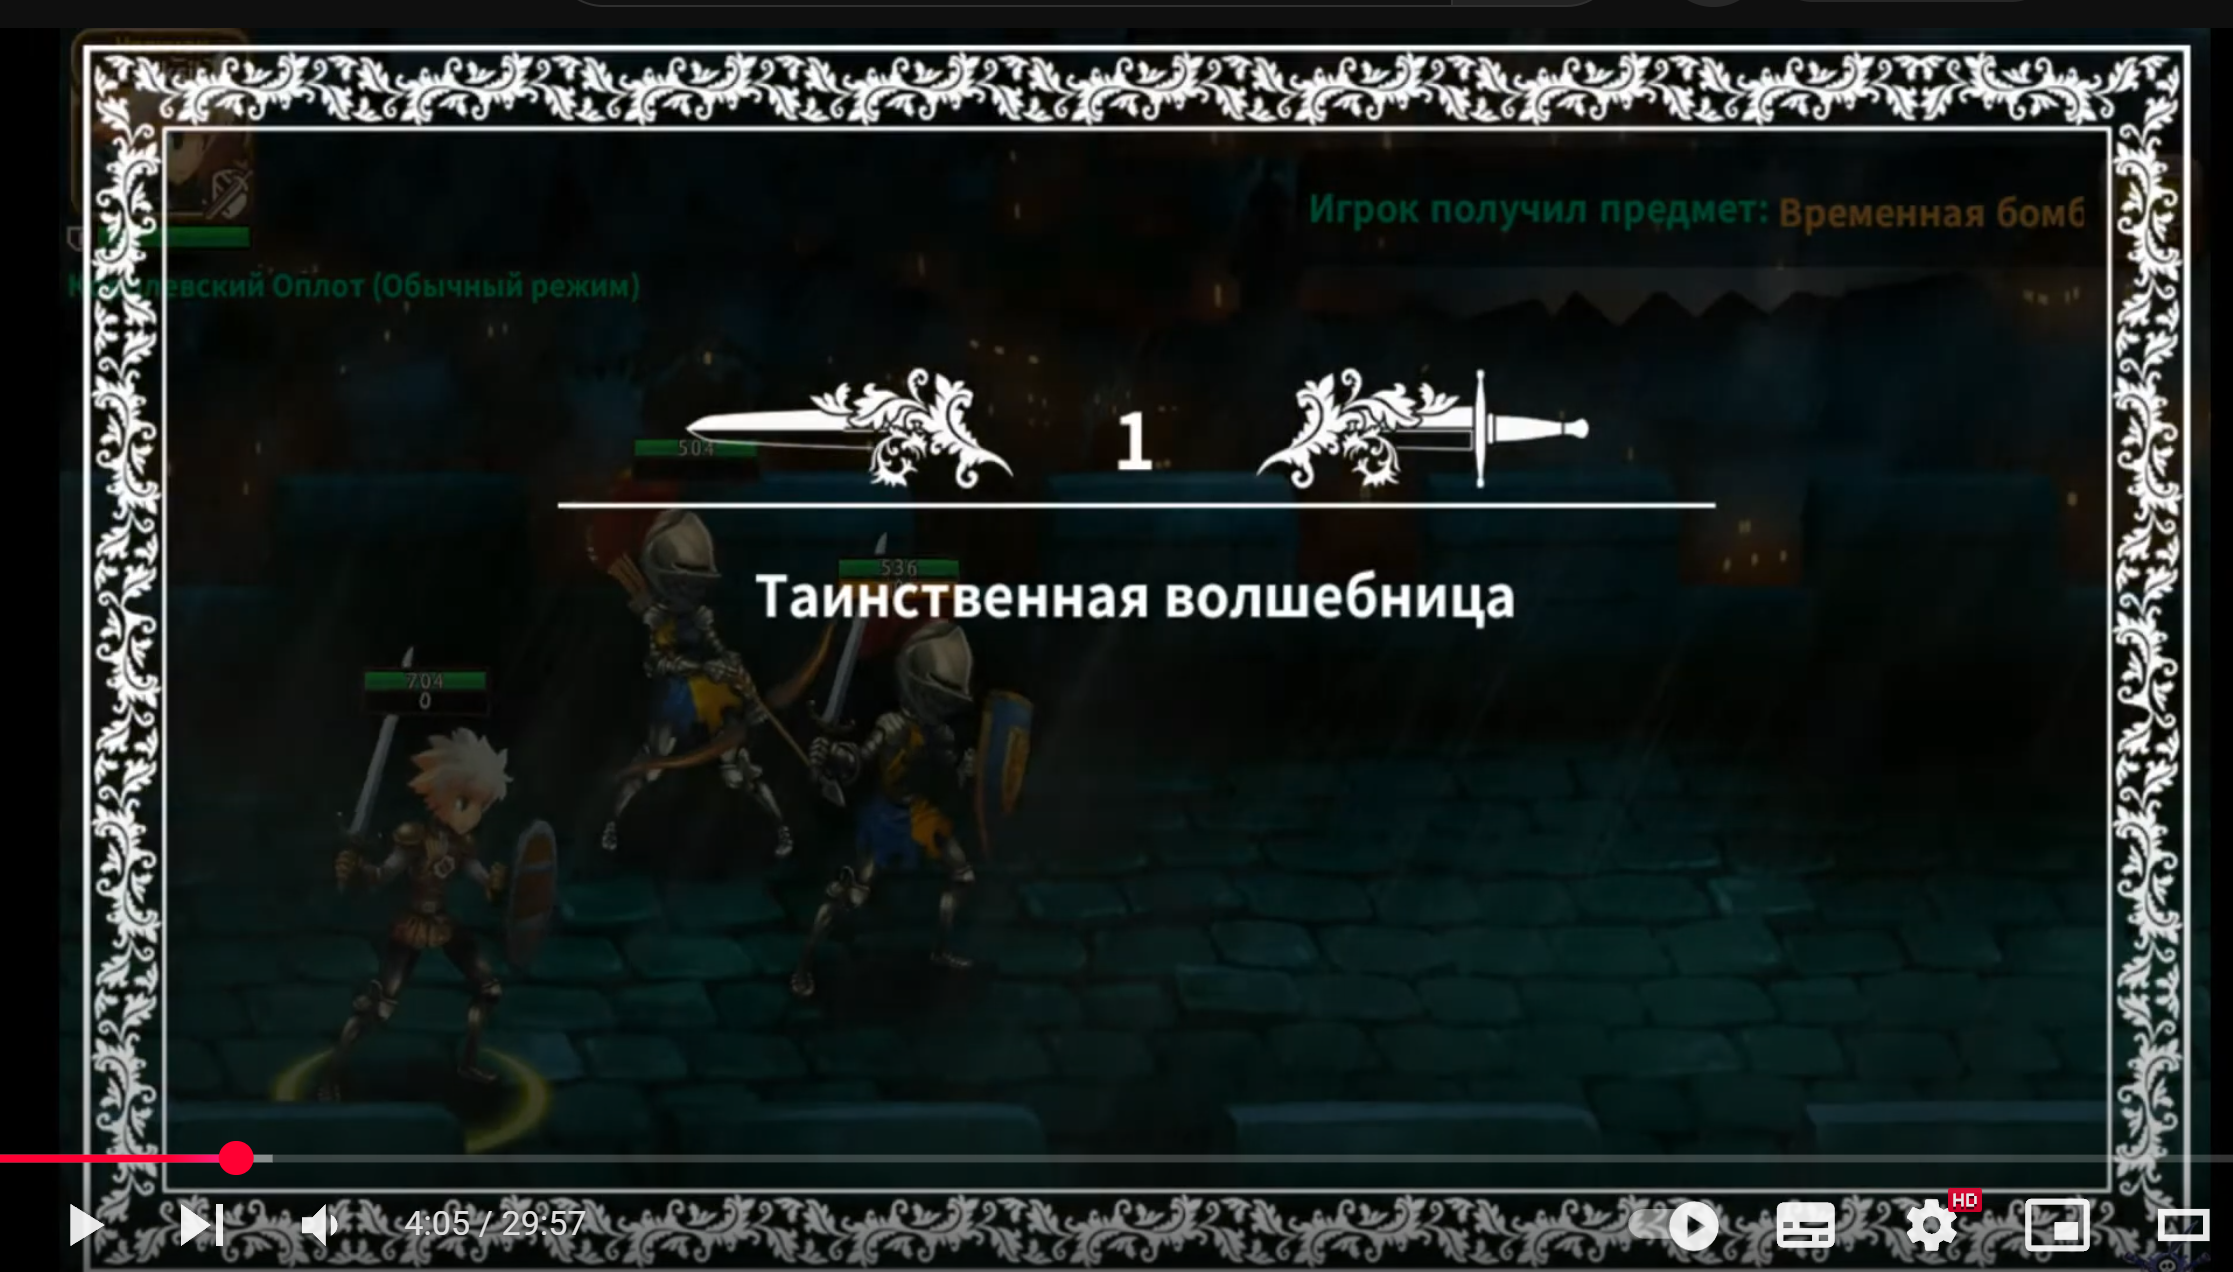 Игрок получил предмет: Временная бомб
евский Оплот (Обычный режим)
1
504
536
Таинственная волшебница
704
0
4:05 / 29:57
HD